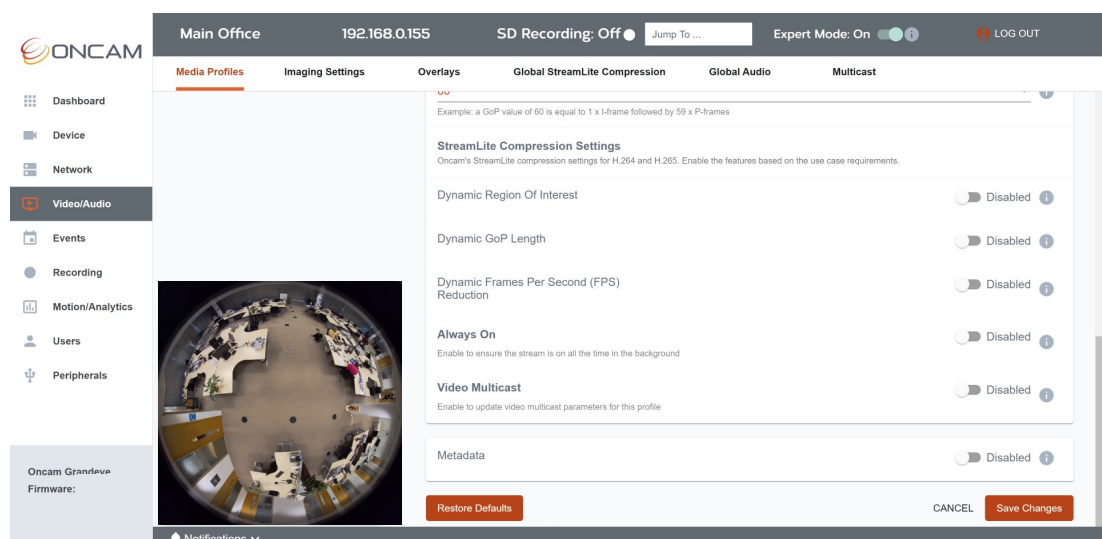 ONCAM
Main Office 192.168.0.155 SD Recording: Off Jump To ... Expert Mode: On LOG OUT
Media Profiles Imaging Settings Overlays Global StreamLite Compression Global Audio Multicast
Dashboard
Device
Network
Video/Audio
Events
Recording
Motion/Analytics
Users
Peripherals
Oncam Grandeye
Firmware:
60
Example: a GoP value of 60 is equal to 1 x I-frame followed by 59 x P-frames
StreamLite Compression Settings
Oncam's StreamLite compression settings for H.264 and H.265. Enable the features based on the use case requirements.
Dynamic Region Of Interest Disabled
Dynamic GoP Length Disabled
Dynamic Frames Per Second (FPS)
Reduction Disabled
Always On Disabled
Enable to ensure the stream is on all the time in the background
Video Multicast Disabled
Enable to update video multicast parameters for this profile
Metadata Disabled
Restore Defaults CANCEL Save Changes
Notifications